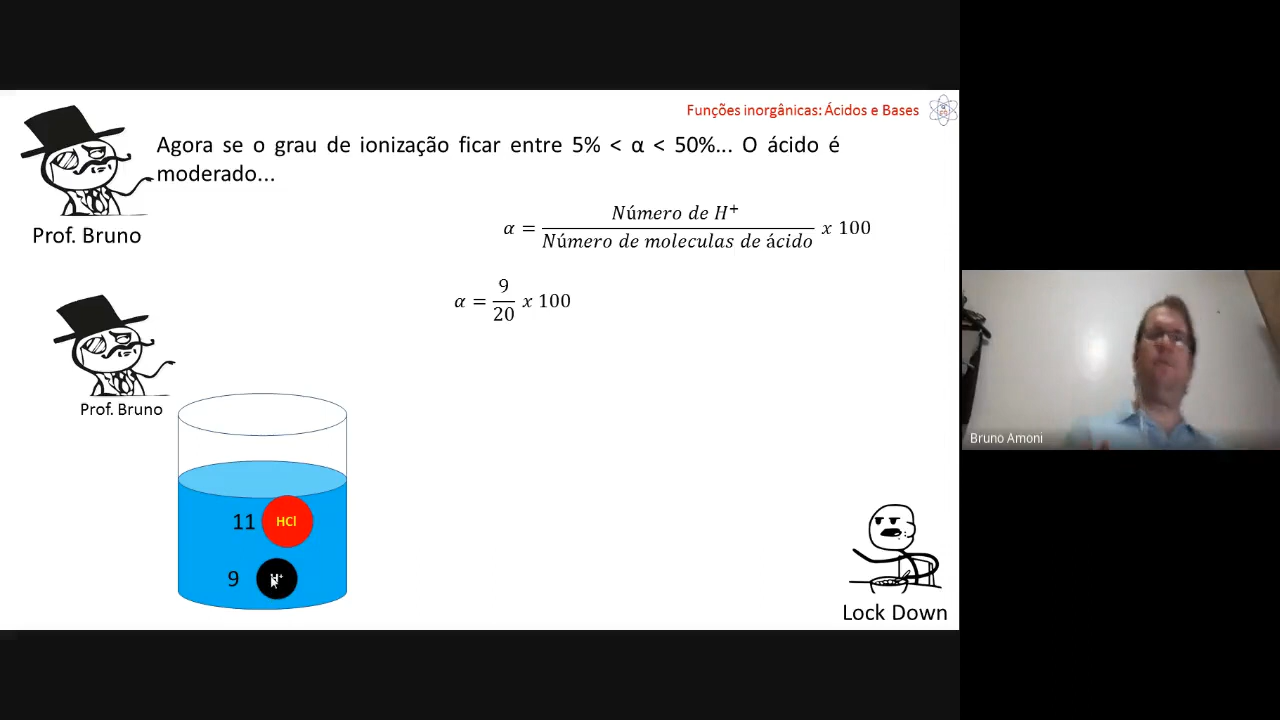 Funções inorgânicas: Ácidos e Bases
Agora se o grau de ionização ficar entre 5% < α < 50%... O ácido é
moderado...
Prof. Bruno
α = Número de H⁺ / Número de moleculas de ácido x 100
α = 9/20 x 100
Prof. Bruno
11 HCl
9 H⁺
Bruno Amoni
Lock Down